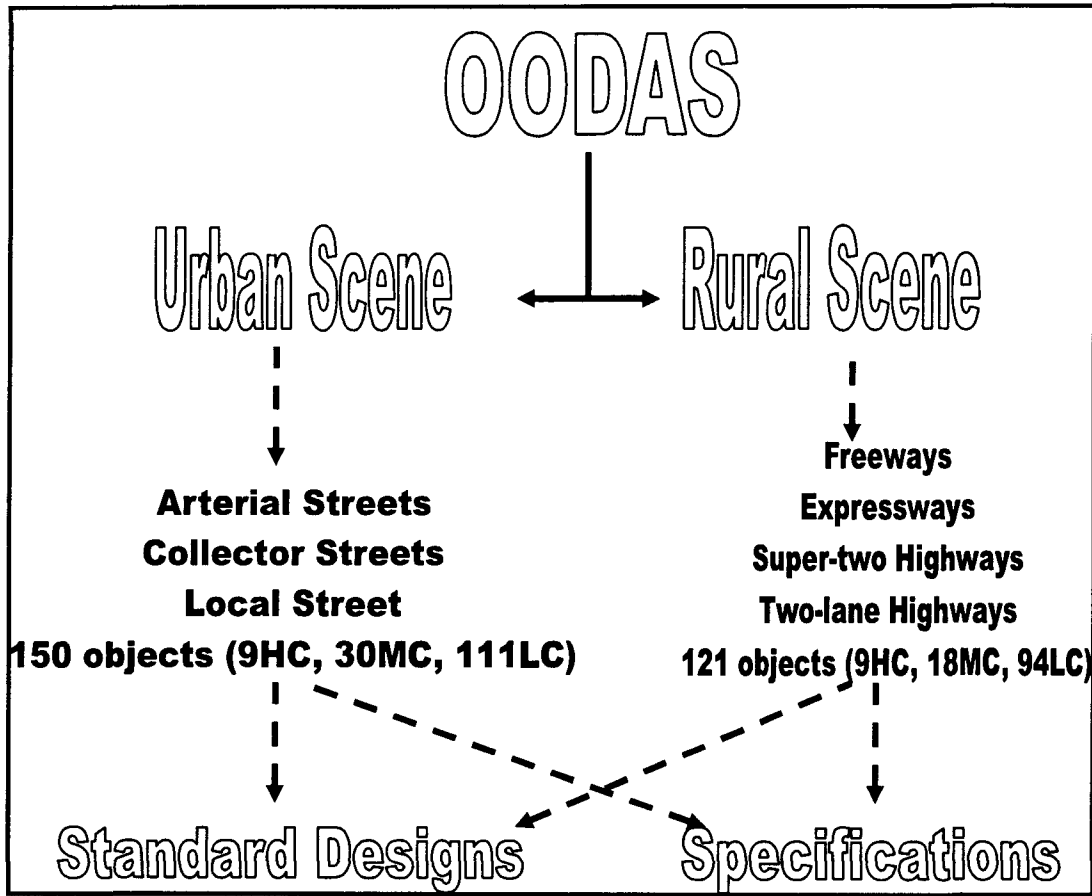 OODAS
Urban Scene
Rural Scene
Arterial Streets
Collector Streets
Local Street
150 objects (9HC, 30MC, 111LC)
Freeways
Expressways
Super-two Highways
Two-lane Highways
121 objects (9HC, 18MC, 94LC)
Standard Designs
Specifications